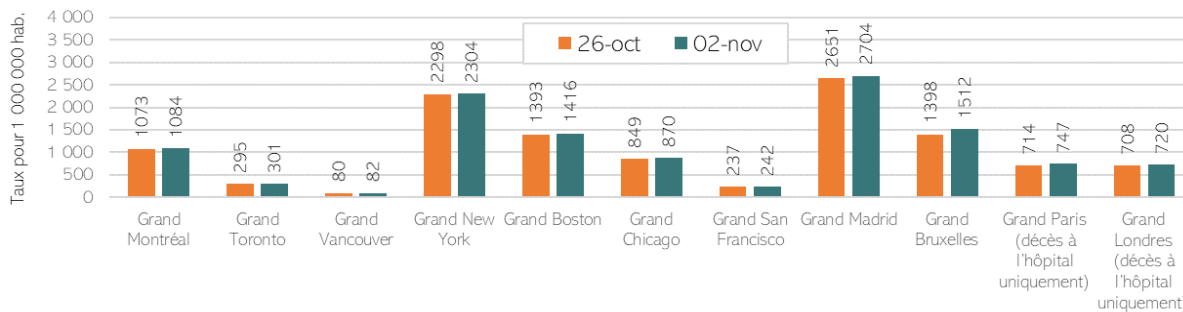 Taux pour 1 000 000 hab.
4 000
3 500
3 000
2 500
2 000
1 500
1 000
500
0
26-oct 02-nov
1073 1084
295 301
80 82
2298 2304
1393 1416
849 870
237 242
2651 2704
1398 1512
714 747
708 720
Grand
Montréal
Grand
Toronto
Grand
Vancouver
Grand New
York
Grand Boston
Grand
Chicago
Grand San
Francisco
Grand Madrid
Grand
Bruxelles
Grand Paris
(décès à
l'hôpital
uniquement)
Grand
Londres
(décès à
l'hôpital
uniquement